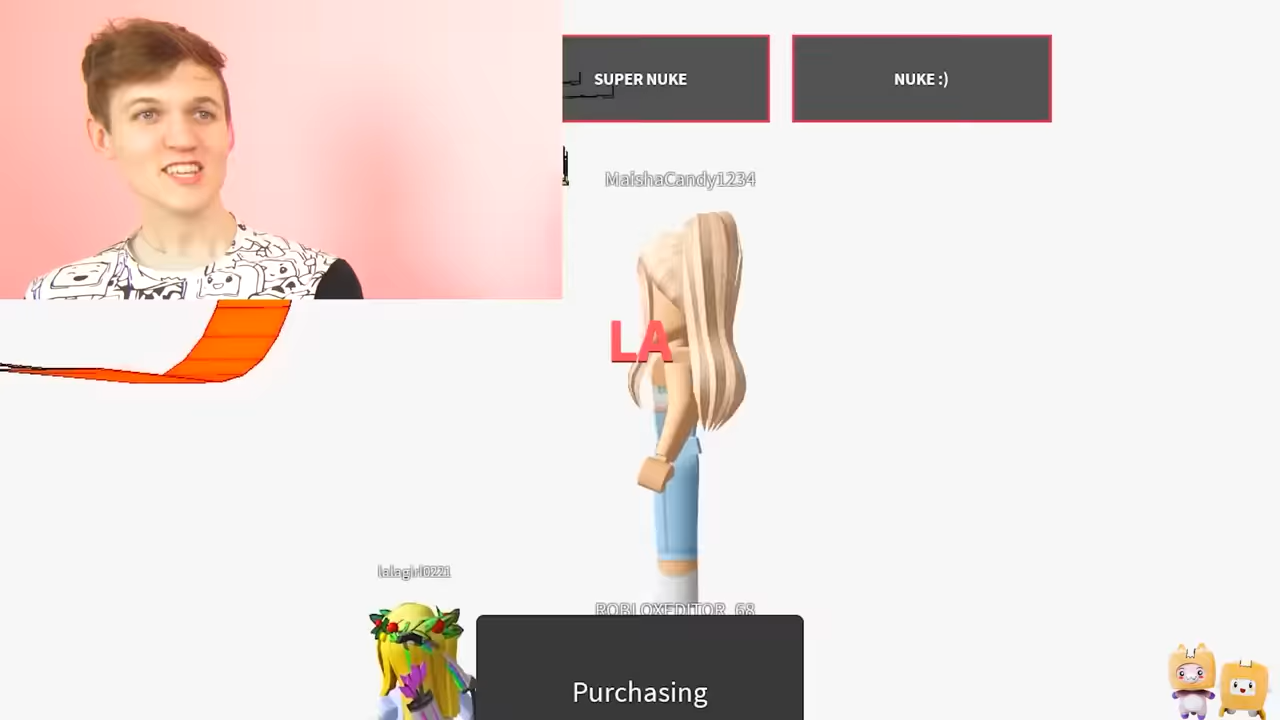 SUPER NUKE
NUKE :)
MaishaCandy1234
LA
lalagirl0221
ROBLOXEDITOR_68
Purchasing